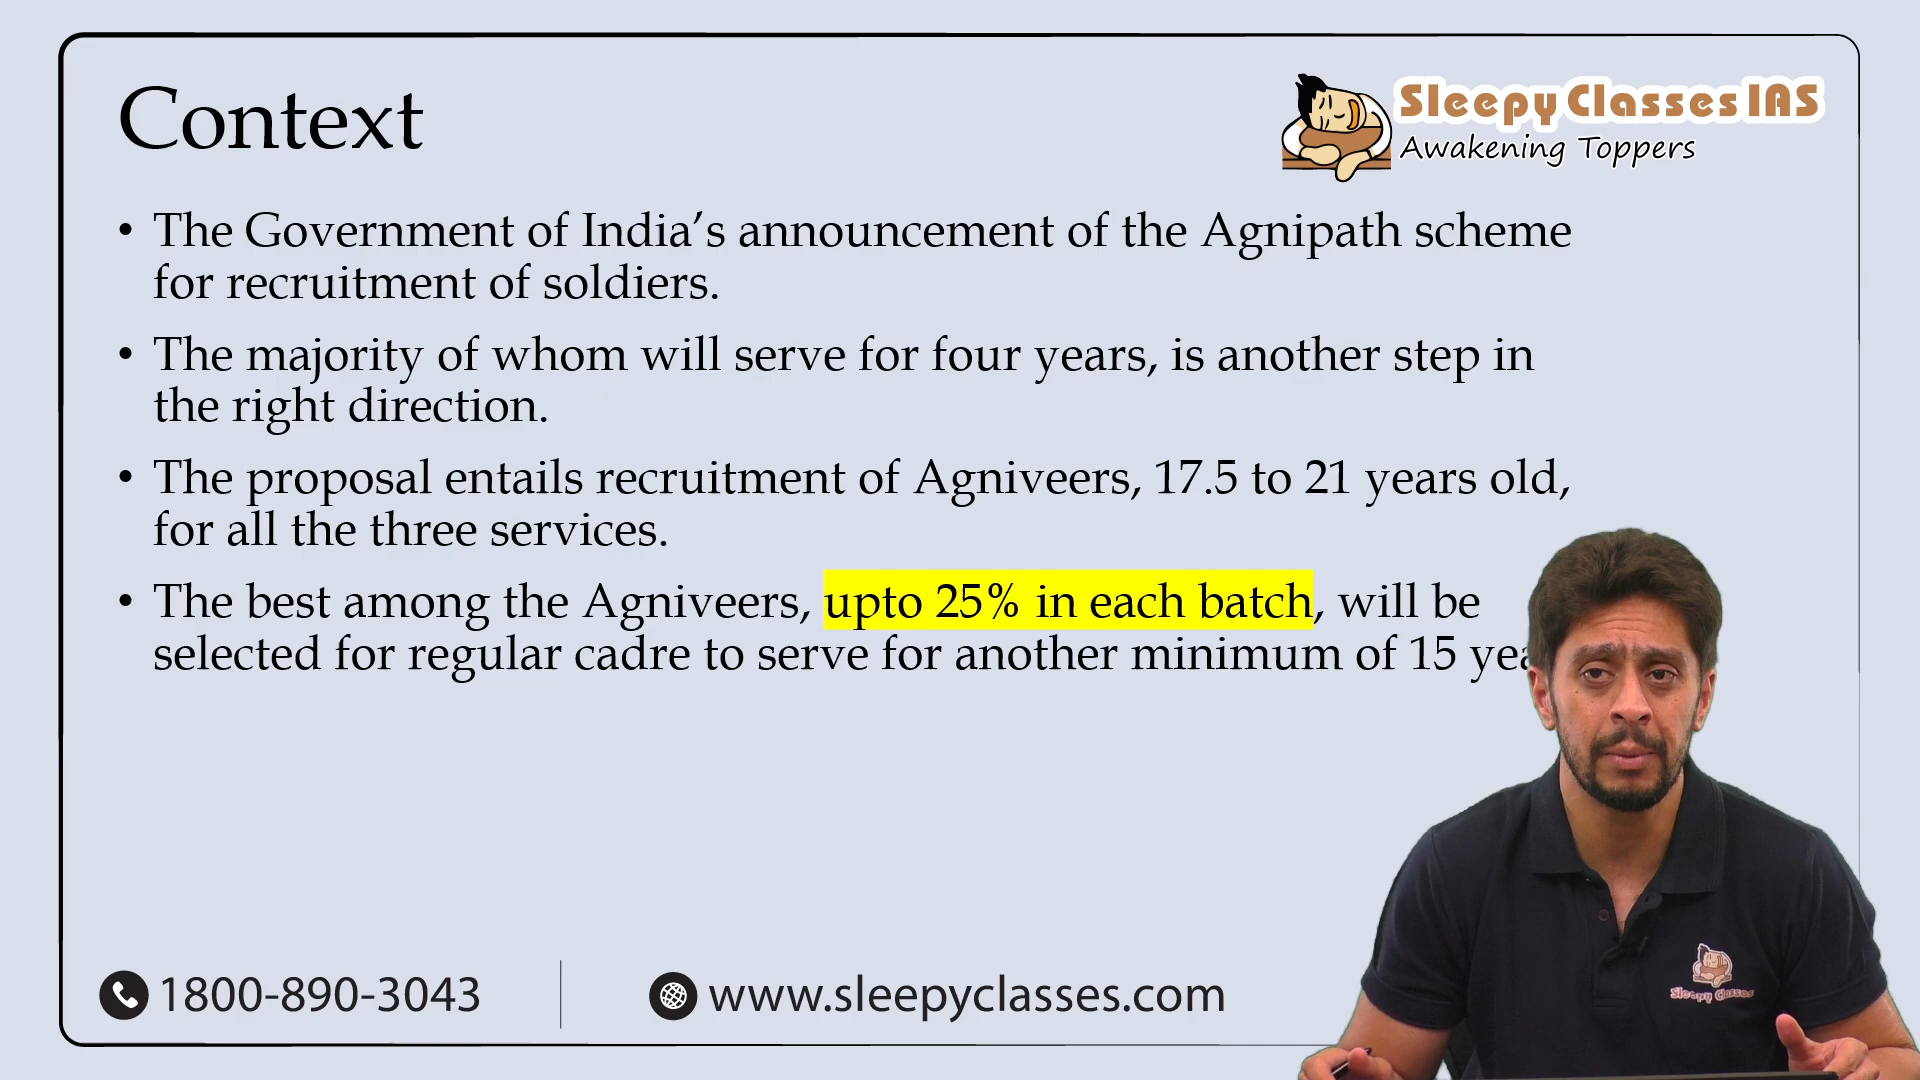 Context
Sleepy Classes IAS
Awakening Toppers
• The Government of India’s announcement of the Agnipath scheme
for recruitment of soldiers.
• The majority of whom will serve for four years, is another step in
the right direction.
• The proposal entails recruitment of Agniveers, 17.5 to 21 years old,
for all the three services.
• The best among the Agniveers, upto 25% in each batch, will be
selected for regular cadre to serve for another minimum of 15
Sleepy Classes
1800-890-3043
www.sleepyclasses.com